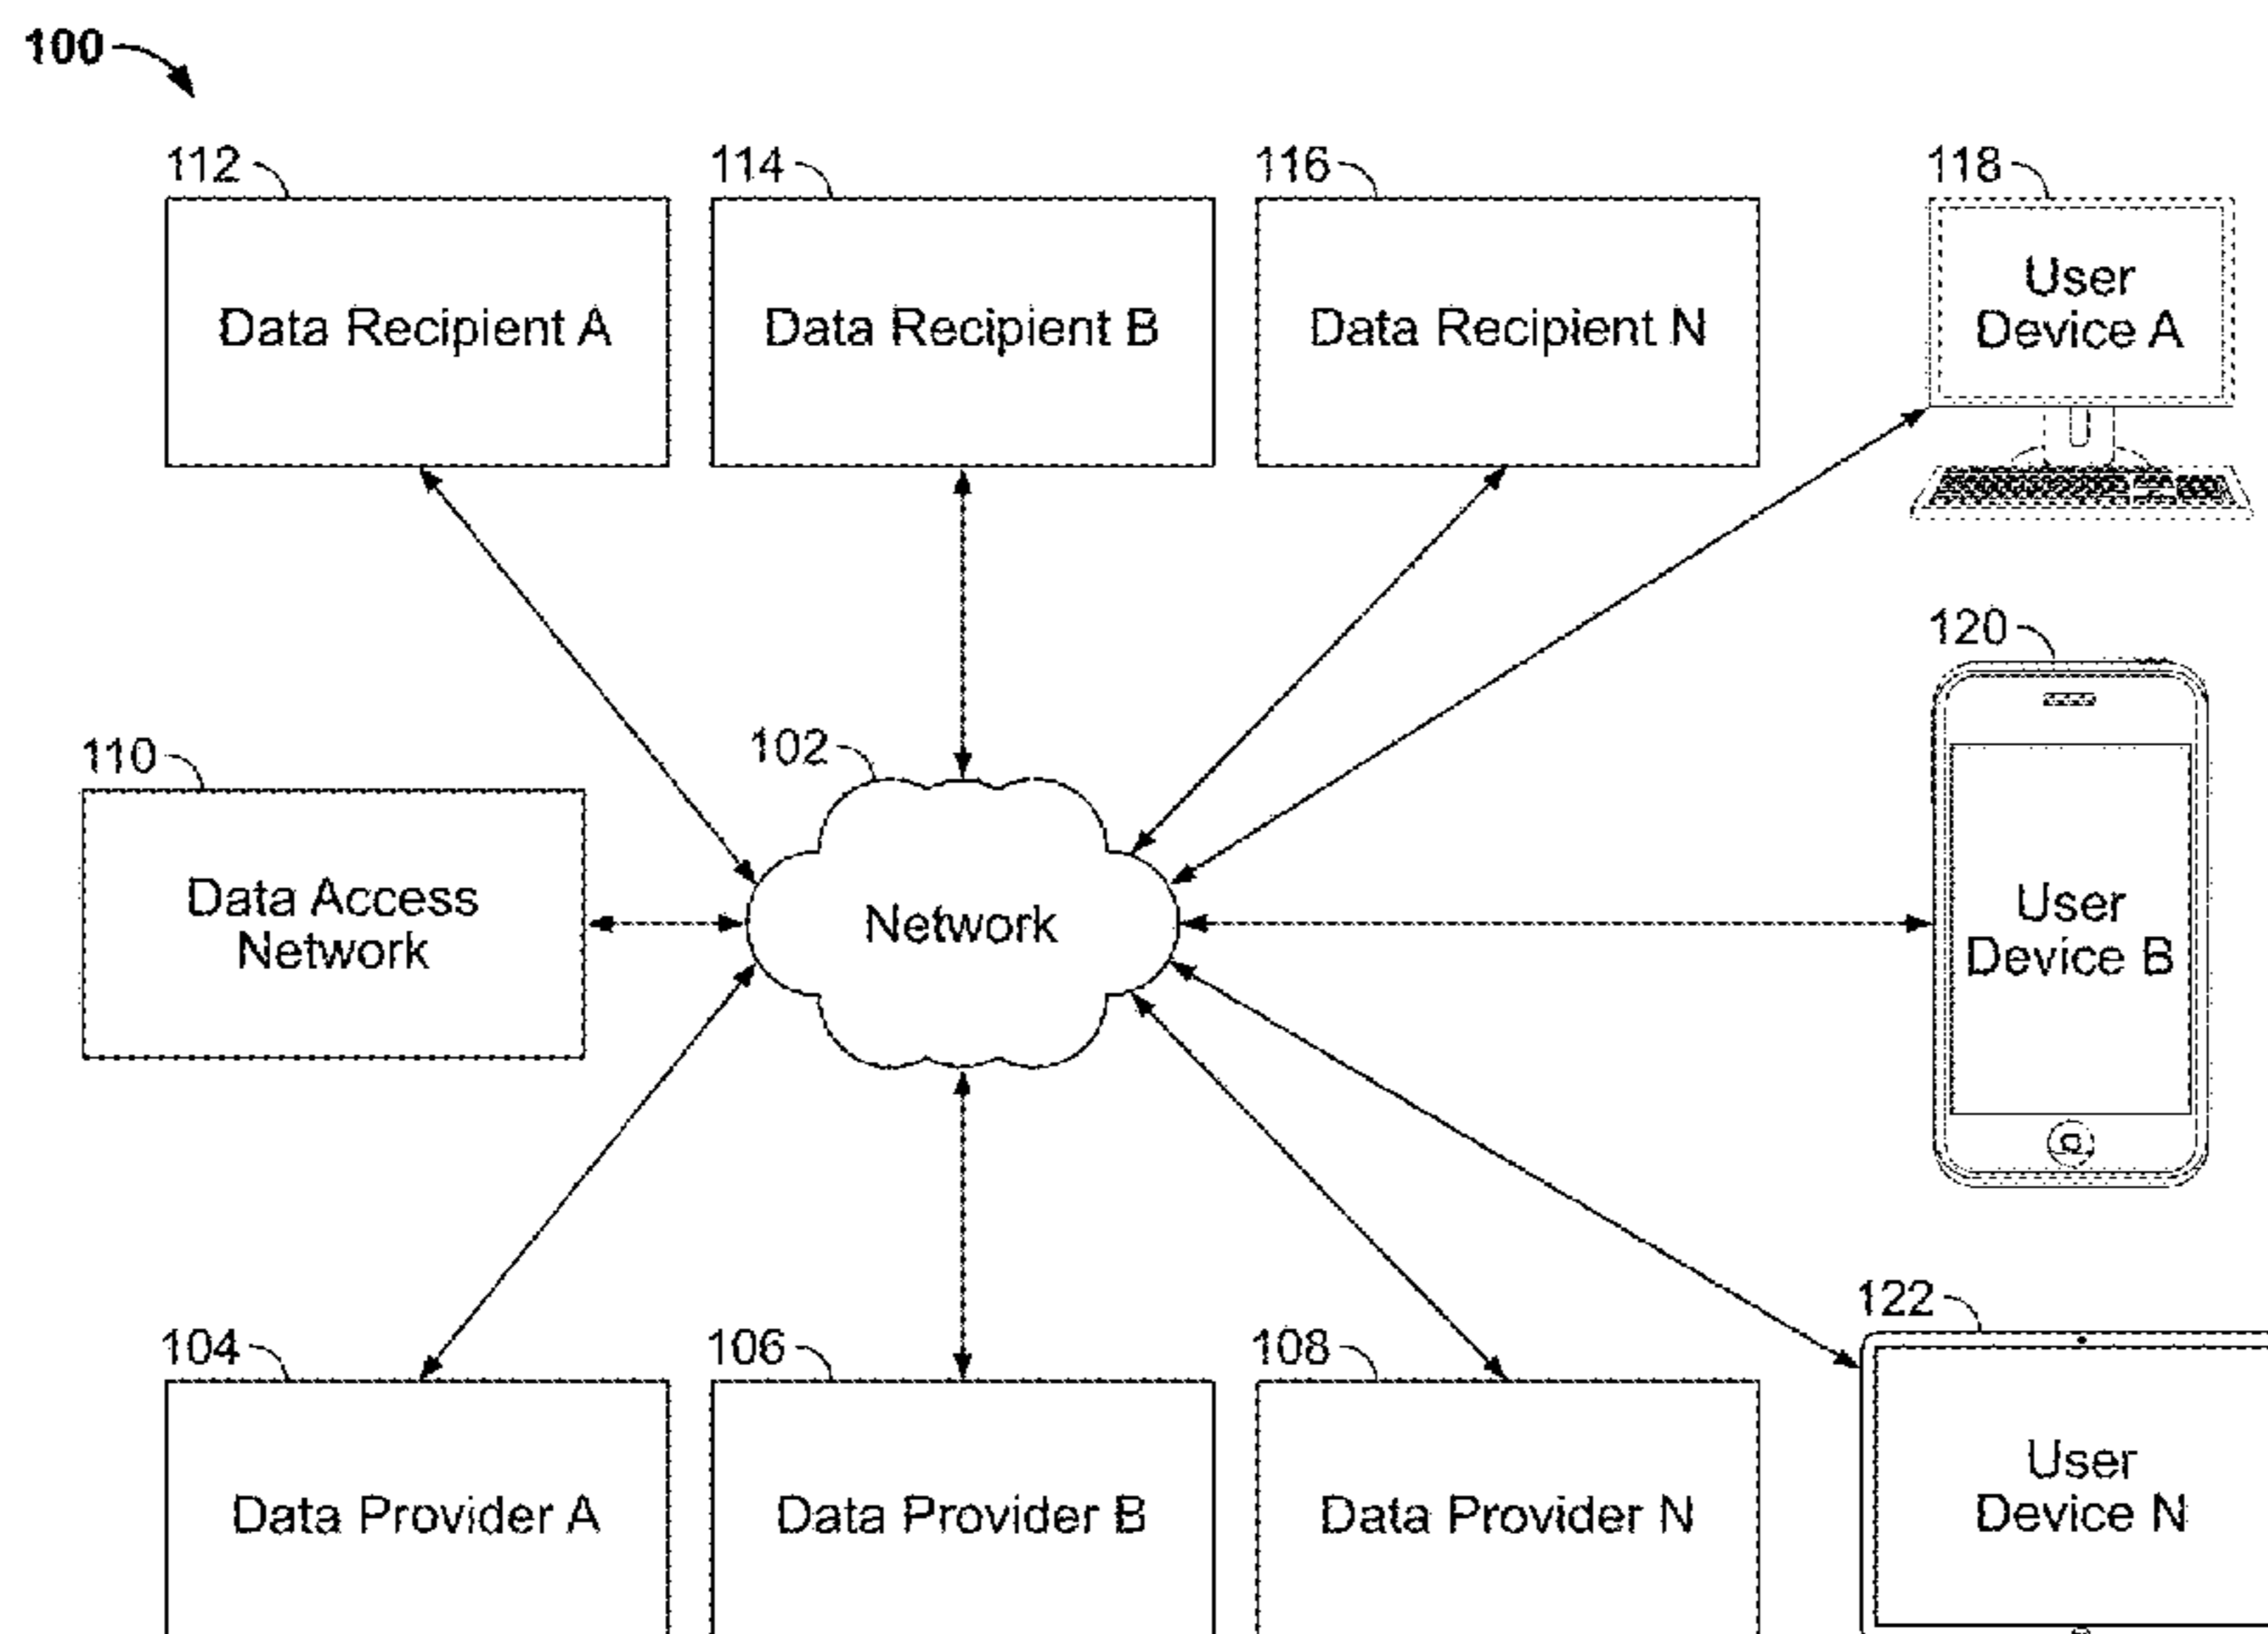 100
112
114
116
118
Data Recipient A
Data Recipient B
Data Recipient N
User
Device A
120
110
102
Data Access
Network
Network
User
Device B
104
106
108
122
Data Provider A
Data Provider B
Data Provider N
User
Device N